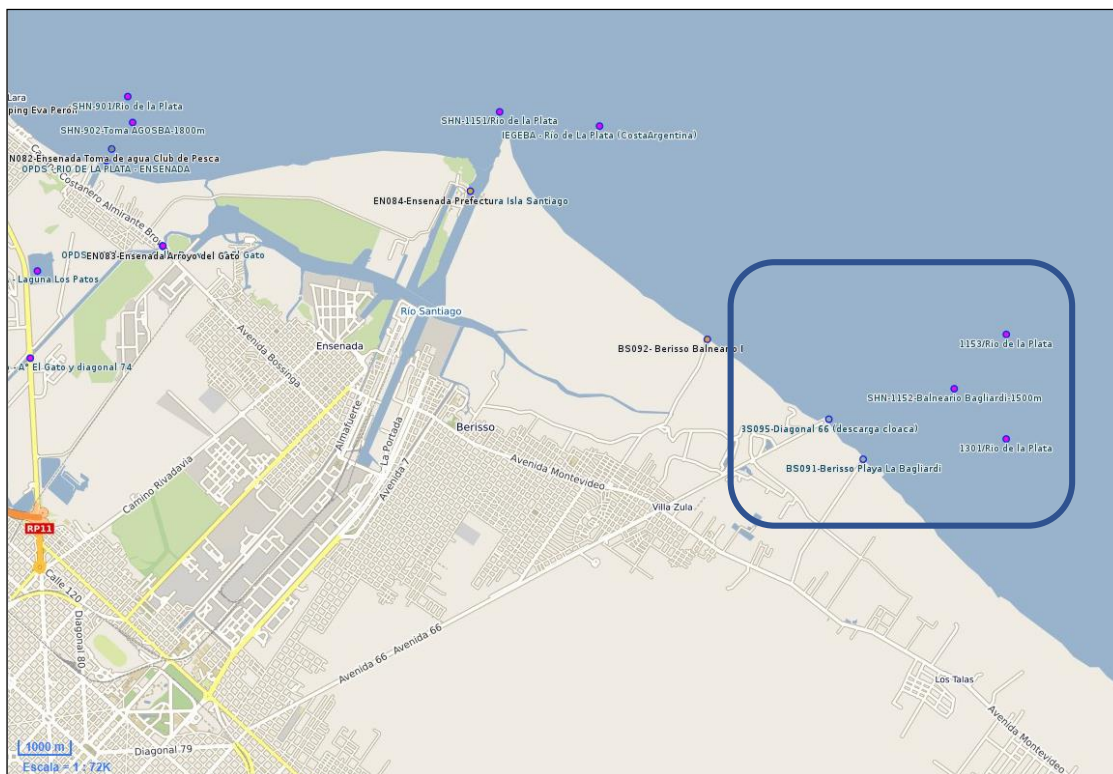 Lara
ping Eva Perón
SHN-901/Rio de la Plata
SHN-902-Toma AGOSBA-1800m
N082-Ensenada Toma de agua Club de Pesca
OPDS - RIO DE LA PLATA - ENSENADA
SHN-1151/Rio de la Plata
IEGEBA - Rio de La Plata (CostaArgentina)
EN084-Ensenada Prefectura Isla Santiago
Costanero Almirante Bro
OPDS
EN083-Ensenada Arroyo del Gato
Gato
- Laguna Los Patos
Río Santiago
Avenida Bossinga
Ensenada
1153/Rio de la Plata
BS092- Berisso Balneario
- A° El Gato y diagonal 74
SHN-1152-Balneario Bagliardi-1500m
Almafuerte
La Portada
Berisso
BS095-Diagonal 66 (descarga cloaca)
1301/Rio de la Plata
Avenida 7
Avenida Montevideo
BS091-Berisso Playa La Bagliardi
Camino Rivadavia
Villa Zula
RP11
Calle 120
Diagonal 80
Avenida 66
Avenida 66
Los Talas
Avenida Montevideo
1000 m
Diagonal 79
Escala = 1 : 72K